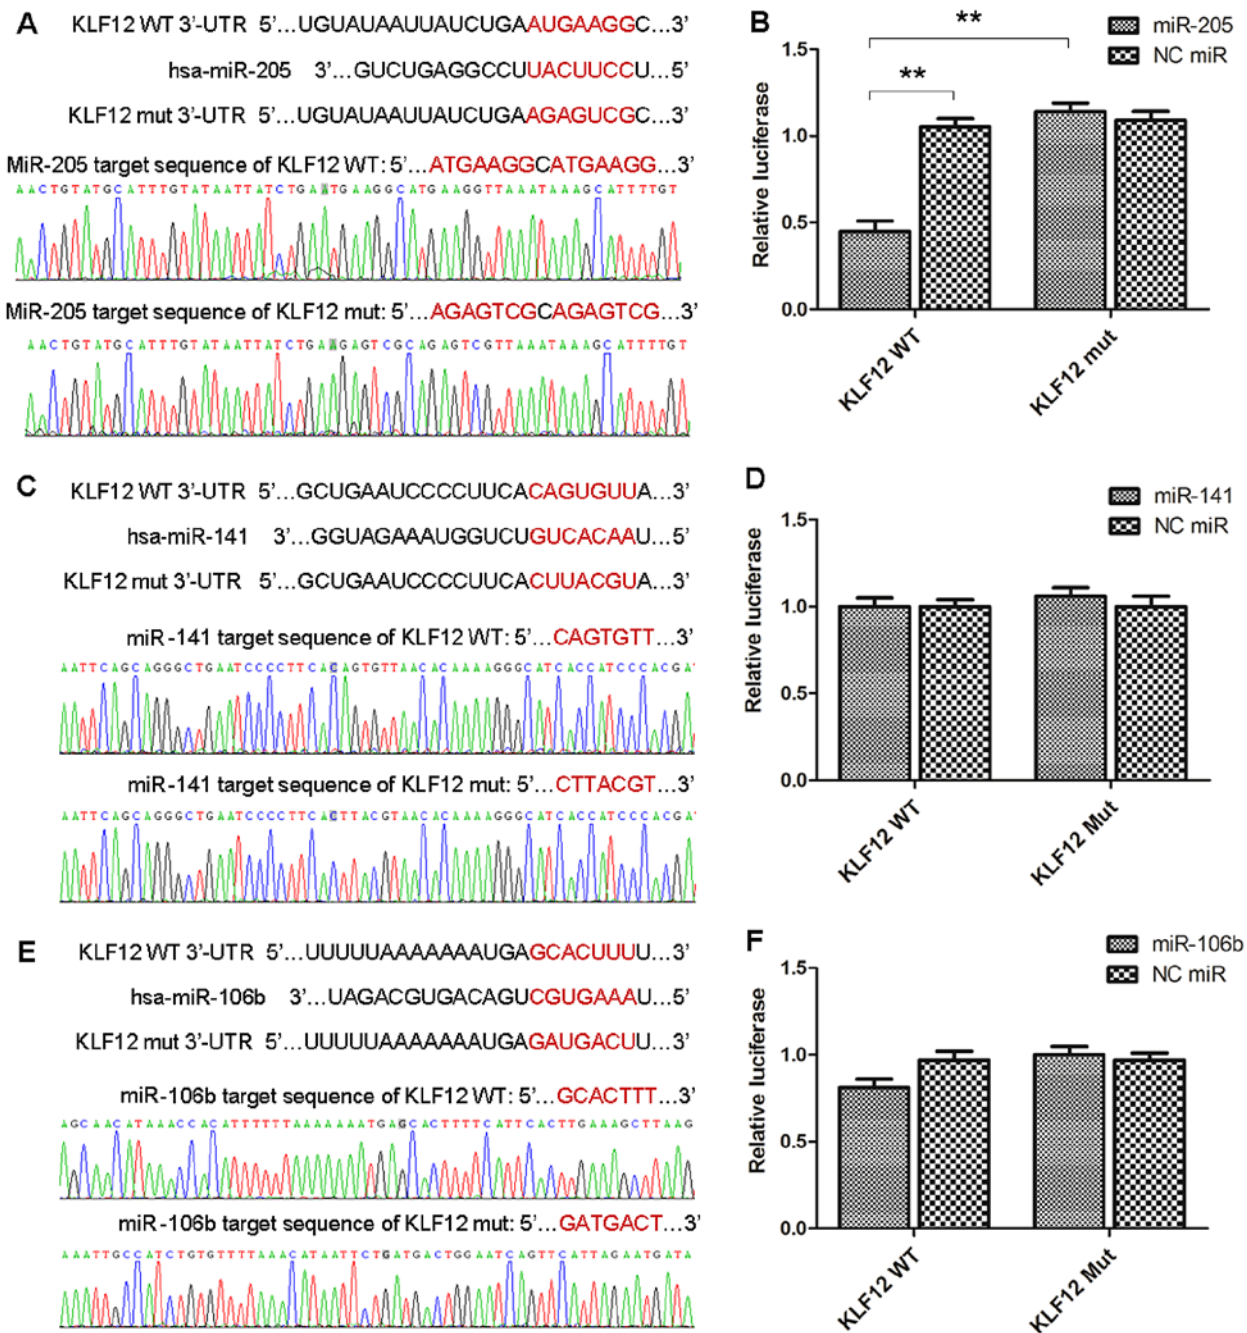 A
KLF12 WT 3'-UTR 5'...UGUAUAAUUAUCUGAAUGAAGGC...3'
hsa-miR-205 3'...GUCUGAGGCCUUACUUCCU...5'
KLF12 mut 3'-UTR 5'...UGUAUAAUUAUCUGAAGAGUCGC...3'
MiR-205 target sequence of KLF12 WT: 5'...ATGAAGGCATGAAGG...3'
AACTGTATGCATTTGTATAATTATCTGAATGAAGGCATGAAGGTTAAATAAAGCATTTTGT
MiR-205 target sequence of KLF12 mut: 5'...AGAGTCGCAGAGTCG...3'
AACTGTATGCATTTGTATAATTATCTGAAGAGTCGCAGAGTCGTTAAATAAAGCATTTTGT
B
**
**
miR-205
NC miR
Relative luciferase
1.5
1.0
0.5
0.0
KLF12 WT
KLF12 mut
C
KLF12 WT 3'-UTR 5'...GCUGAAUCCCCUUCACAGUGUUA...3'
hsa-miR-141 3'...GGUAGAAAUGGUCUGUCACAAU...5'
KLF12 mut 3'-UTR 5'...GCUGAAUCCCCUUCACUUACGUA...3'
miR-141 target sequence of KLF12 WT: 5'...CAGTGTT...3'
AATTCAGCAGGGCTGAATCCCCTTCACAGTGTTAACACAAAAGGGCATCACCATCCCACGA
miR-141 target sequence of KLF12 mut: 5'...CTTACGT...3'
AATTCAGCAGGGCTGAATCCCCTTCACTTACGTAACACAAAAGGGCATCACCATCCCACGA
D
miR-141
NC miR
Relative luciferase
1.5
1.0
0.5
0.0
KLF12 WT
KLF12 Mut
E
KLF12 WT 3'-UTR 5'...UUUUUAAAAAAAUGAGCACUUUU...3'
hsa-miR-106b 3'...UAGACGUGACAGUCGUGAAAU...5'
KLF12 mut 3'-UTR 5'...UUUUUAAAAAAAUGAGAUGACUU...3'
miR-106b target sequence of KLF12 WT: 5'...GCACTTT...3'
AGCAACATAAACCACATTTTTTAAAAAAATGAGCACTTTTCATTCACTTGAAAGCTTAAG
miR-106b target sequence of KLF12 mut: 5'...GATGACT...3'
AAATTGCCATCTGTGTTTTAAACATAATTCTGATGACTGGAATCAGTTCATTAGAATGATA
F
miR-106b
NC miR
Relative luciferase
1.5
1.0
0.5
0.0
KLF12 WT
KLF12 Mut